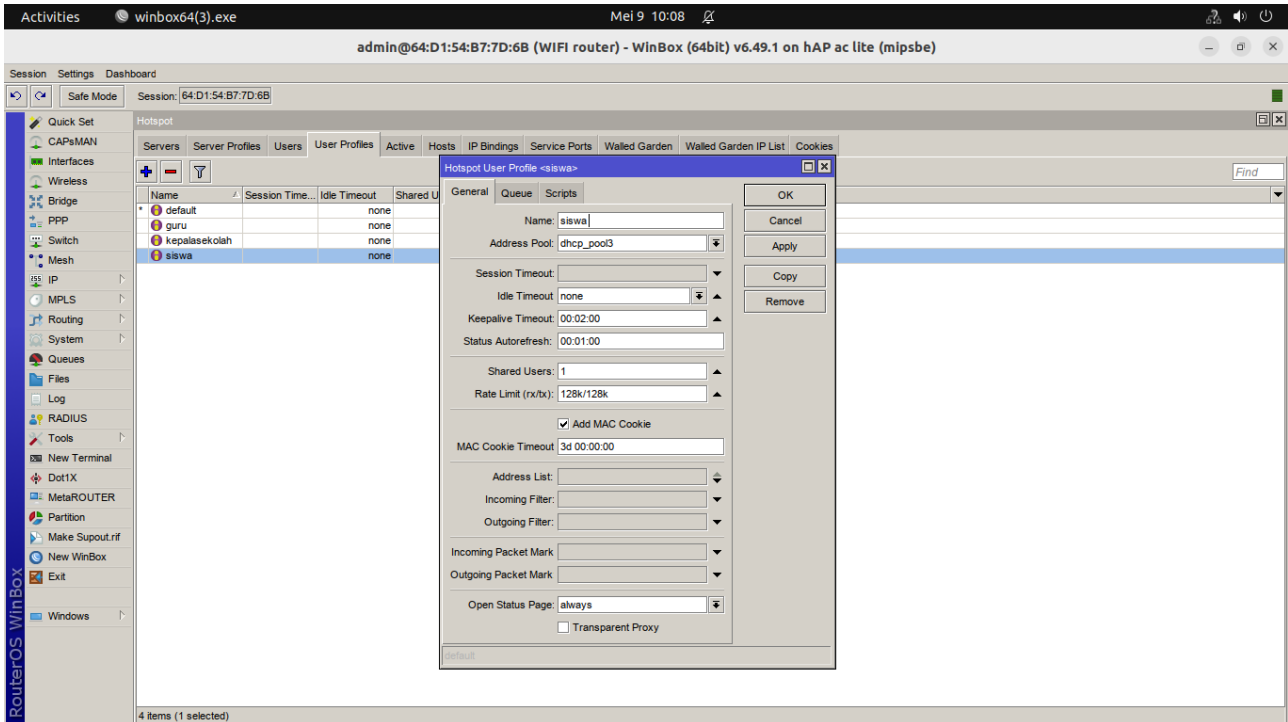 Activities winbox64(3).exe Mei 9 10:08
admin@64:D1:54:B7:7D:6B (WIFI router) - WinBox (64bit) v6.49.1 on hAP ac lite (mipsbe)
Session Settings Dashboard
Safe Mode Session: 64:D1:54:B7:7D:6B
Quick Set
CAPsMAN
Interfaces
Wireless
Bridge
PPP
Switch
Mesh
IP
MPLS
Routing
System
Queues
Files
Log
RADIUS
Tools
New Terminal
Dot1X
MetaROUTER
Partition
Make Supout.rif
New WinBox
Exit
Windows
RouterOS WinBox
Hotspot
Servers Server Profiles Users User Profiles Active Hosts IP Bindings Service Ports Walled Garden Walled Garden IP List Cookies
Find
Name Session Time... Idle Timeout Shared U
* default none
guru none
kepalasekolah none
siswa none
4 items (1 selected)
Hotspot User Profile <siswa>
General Queue Scripts
Name: siswa
Address Pool: dhcp_pool3
Session Timeout:
Idle Timeout none
Keepalive Timeout: 00:02:00
Status Autorefresh: 00:01:00
Shared Users: 1
Rate Limit (rx/tx): 128k/128k
Add MAC Cookie
MAC Cookie Timeout 3d 00:00:00
Address List:
Incoming Filter:
Outgoing Filter:
Incoming Packet Mark
Outgoing Packet Mark
Open Status Page: always
Transparent Proxy
default
OK
Cancel
Apply
Copy
Remove